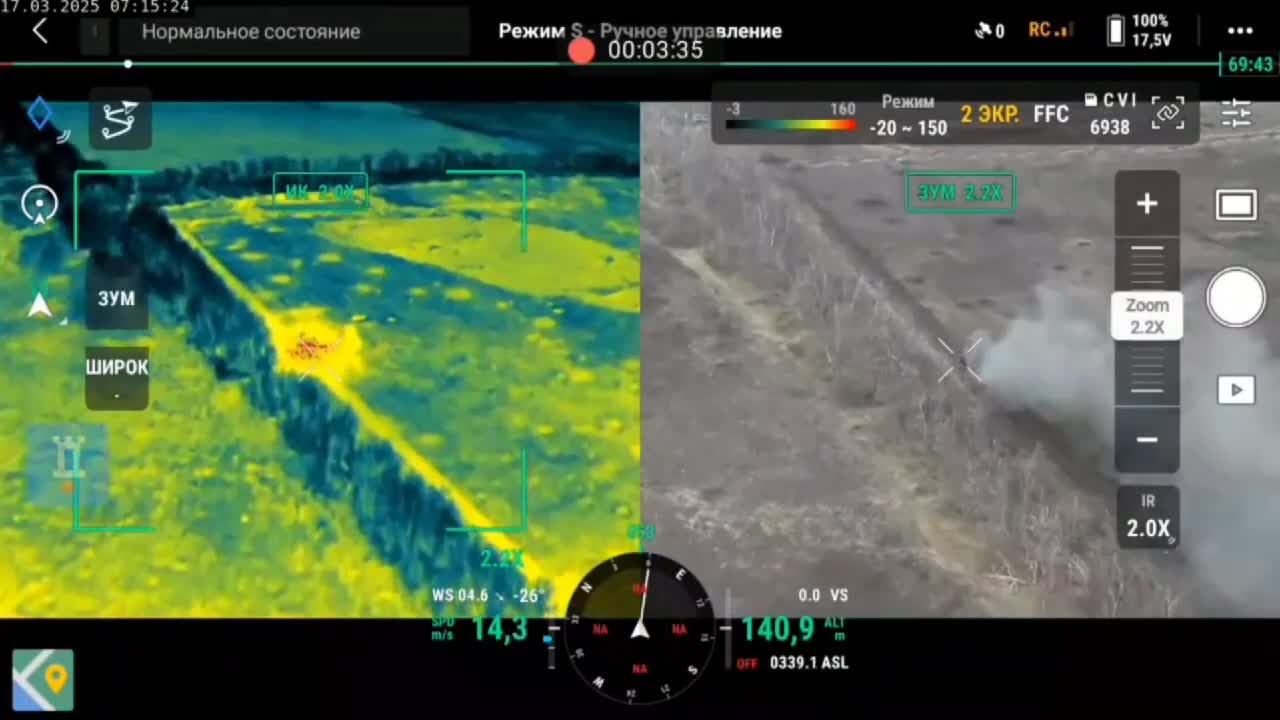 17.03.2025 07:15:24
Нормальное состояние
Режим S - Ручное управление
00:03:35
0
RC
100%
17,5V
69:43
-3 160
Режим
-20 ~ 150
2 ЭКР.
FFC
CVI
6938
ИК 2.0X
ЗУМ 2.2X
ЗУМ
ШИРОК
Zoom
2.2X
IR
2.0X
2.2X
WS 04.6 ↘ -26°
SPD
m/s
14,3
N
E
S
W
NA
NA
NA
NA
0.0 VS
140,9
ALT
m
OFF 0339.1 ASL